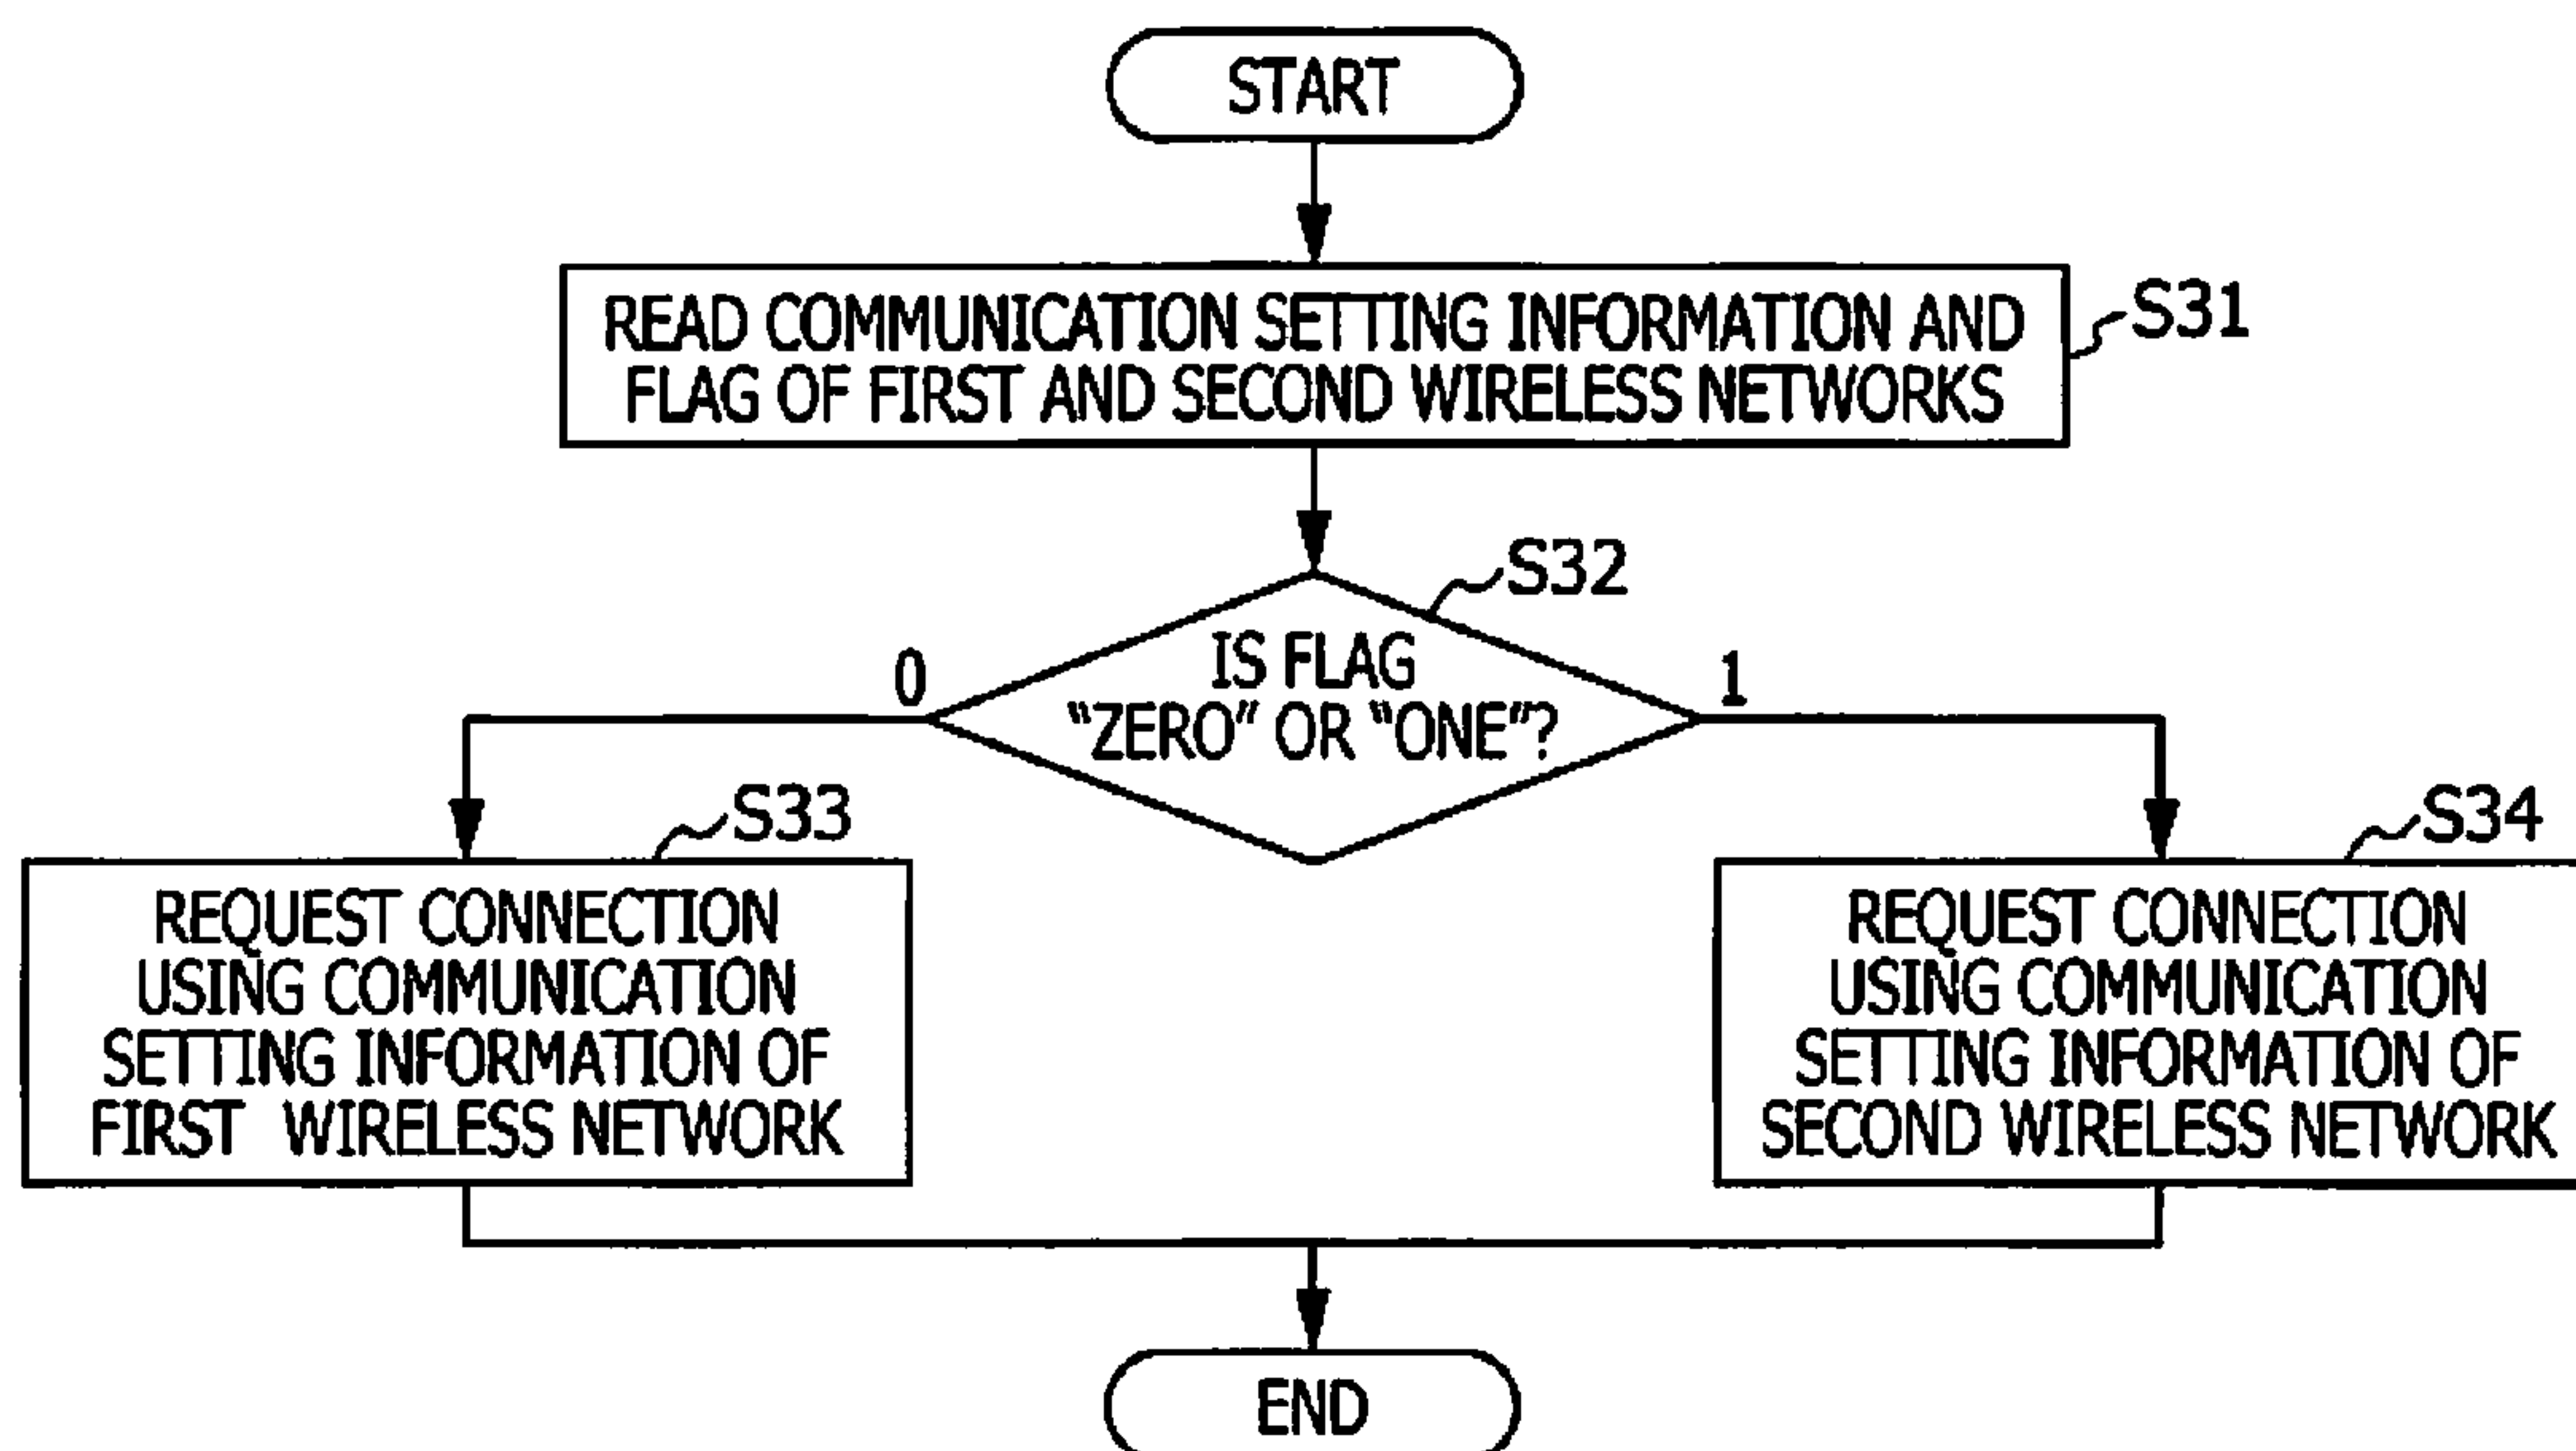 START
READ COMMUNICATION SETTING INFORMATION AND
FLAG OF FIRST AND SECOND WIRELESS NETWORKS
S31
S32
IS FLAG
"ZERO" OR "ONE"?
0
1
S33
REQUEST CONNECTION
USING COMMUNICATION
SETTING INFORMATION OF
FIRST WIRELESS NETWORK
S34
REQUEST CONNECTION
USING COMMUNICATION
SETTING INFORMATION OF
SECOND WIRELESS NETWORK
END